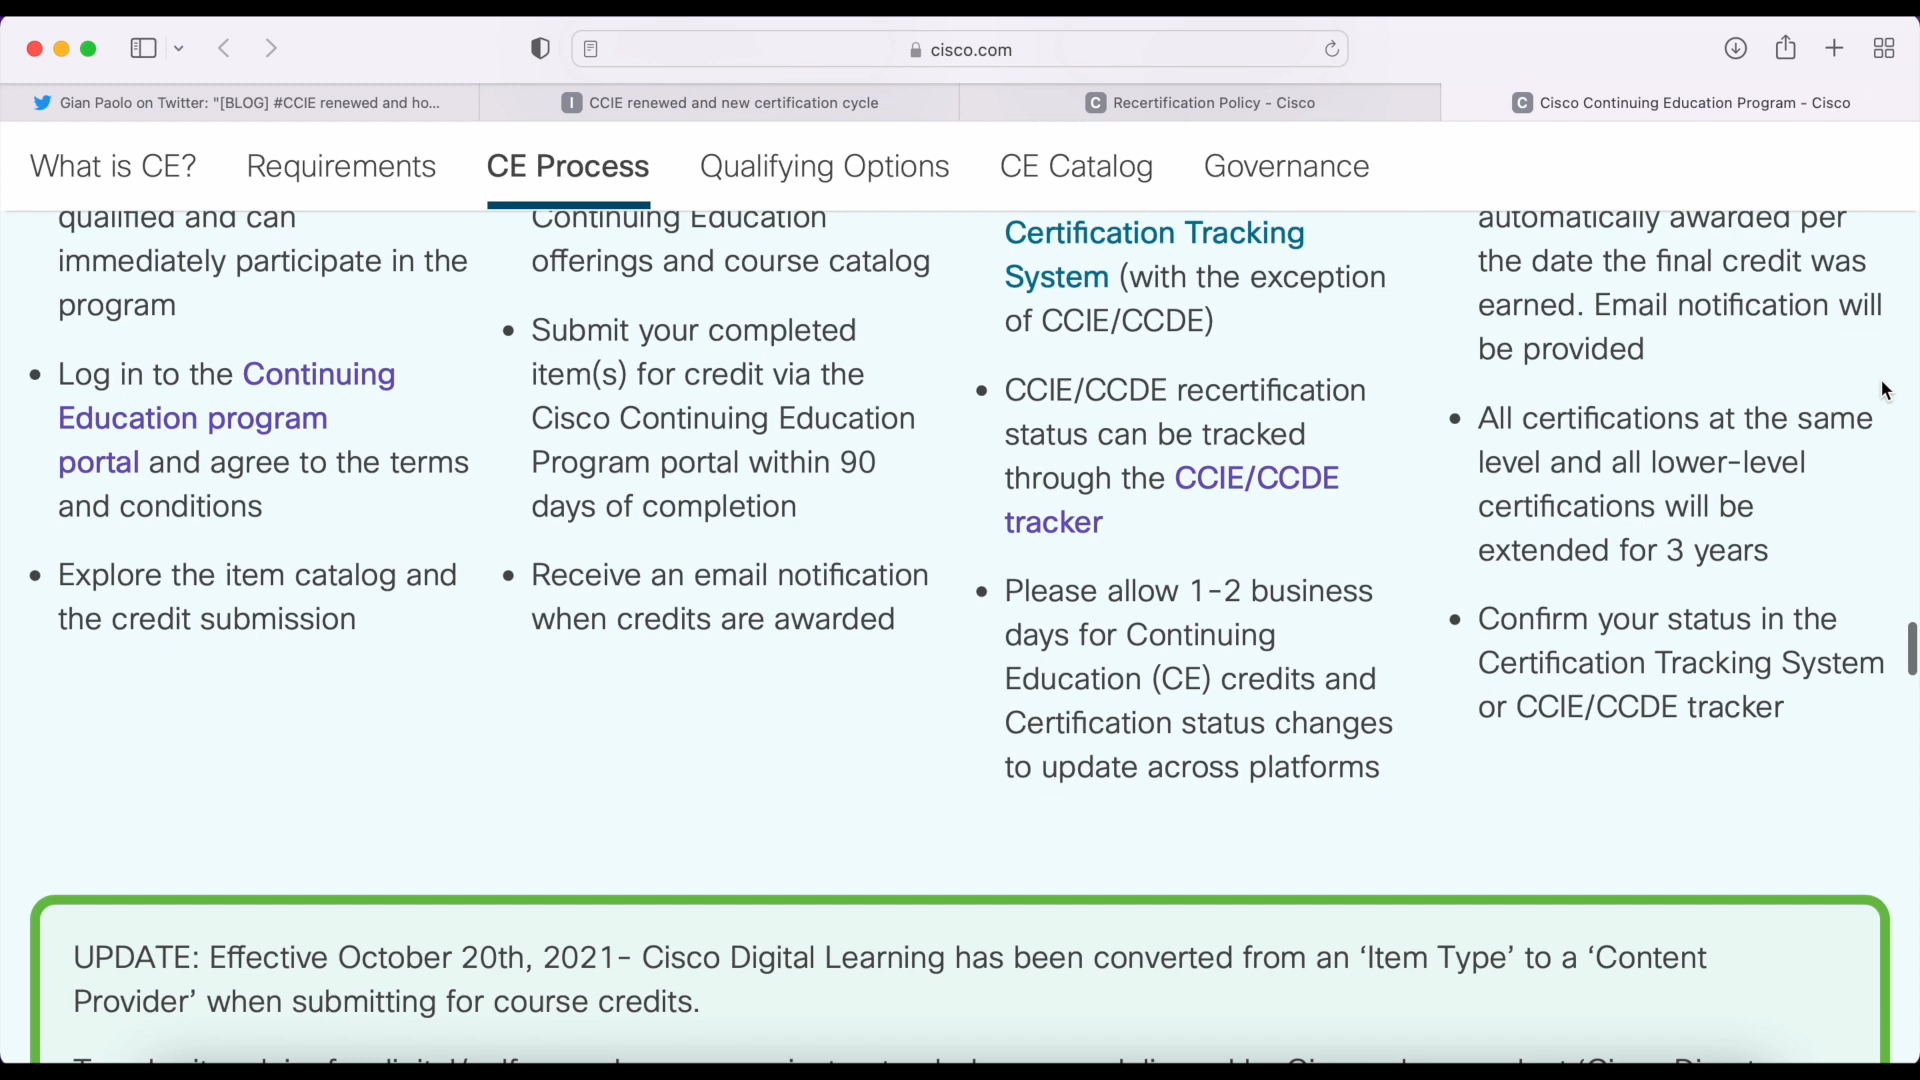 cisco.com
Gian Paolo on Twitter: "[BLOG] #CCIE renewed and ho...
I CCIE renewed and new certification cycle
C Recertification Policy - Cisco
C Cisco Continuing Education Program - Cisco
What is CE?
Requirements
CE Process
Qualifying Options
CE Catalog
Governance
qualified and can
immediately participate in the
program
• Log in to the Continuing
Education program
portal and agree to the terms
and conditions
• Explore the item catalog and
the credit submission
Continuing Education
offerings and course catalog
• Submit your completed
item(s) for credit via the
Cisco Continuing Education
Program portal within 90
days of completion
• Receive an email notification
when credits are awarded
Certification Tracking
System (with the exception
of CCIE/CCDE)
• CCIE/CCDE recertification
status can be tracked
through the CCIE/CCDE
tracker
• Please allow 1-2 business
days for Continuing
Education (CE) credits and
Certification status changes
to update across platforms
automatically awarded per
the date the final credit was
earned. Email notification will
be provided
• All certifications at the same
level and all lower-level
certifications will be
extended for 3 years
• Confirm your status in the
Certification Tracking System
or CCIE/CCDE tracker
UPDATE: Effective October 20th, 2021- Cisco Digital Learning has been converted from an ‘Item Type’ to a ‘Content
Provider’ when submitting for course credits.